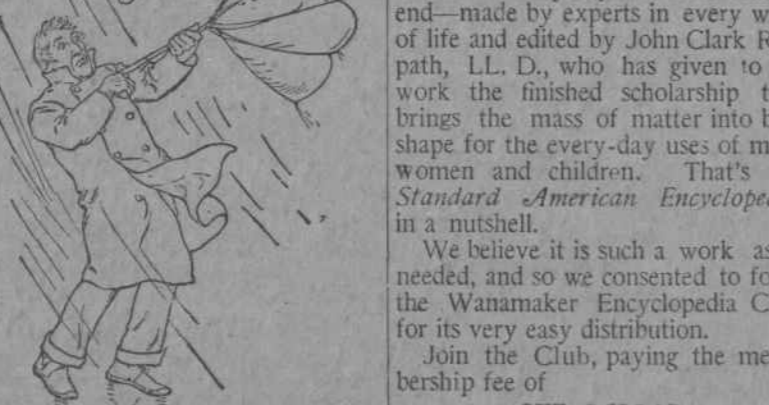 end—made by experts in every w
of life and edited by John Clark R
path, LL. D., who has given to
work the finished scholarship t
brings the mass of matter into b
shape for the every-day uses of m
women and children. That's
Standard American Encyclope
in a nutshell.
We believe it is such a work as
needed, and so we consented to fo
the Wanamaker Encyclopedia C
for its very easy distribution.
Join the Club, paying the me
bership fee of